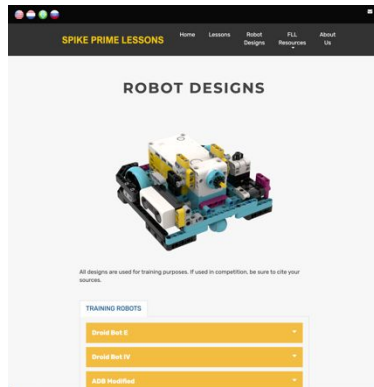 SPIKE PRIME LESSONS
Home
Lessons
Robot
Designs
FLL
Resources
About
Us
ROBOT DESIGNS
All designs are used for training purposes. If used in competition, be sure to cite your
sources.
TRAINING ROBOTS
Droid Bot E
Droid Bot IV
ADB Modified